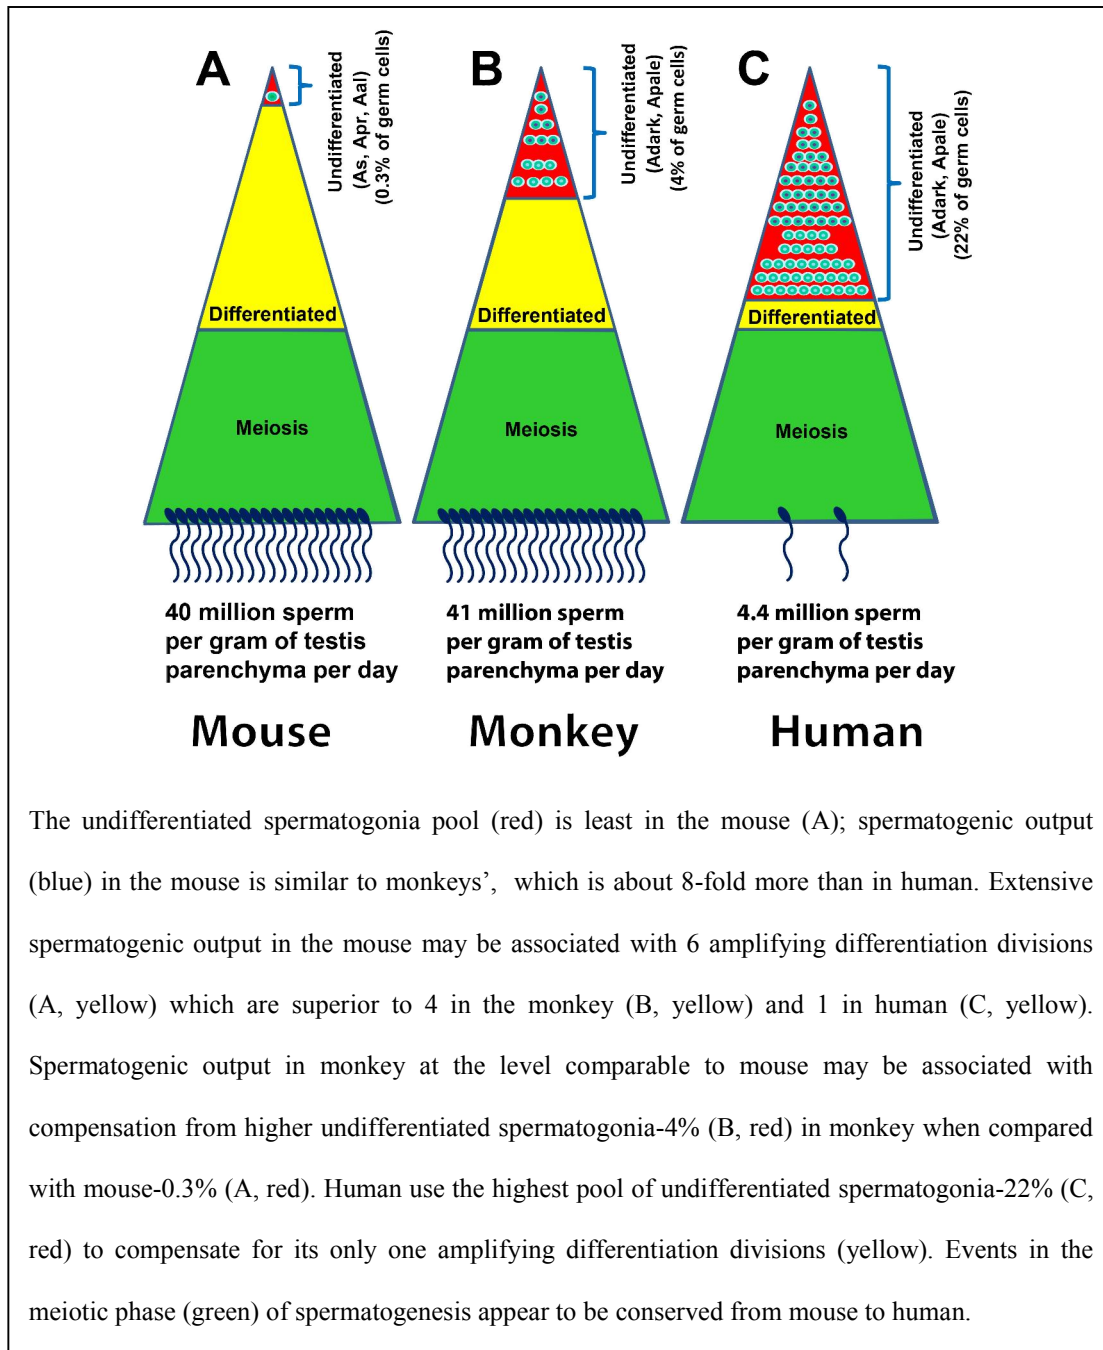 A
Undifferentiated
(As, Apr, Aal)
(0.3% of germ cells)
B
Undifferentiated
(Adark, Apale)
(4% of germ cells)
C
Undifferentiated
(Adark, Apale)
(22% of germ cells)
Differentiated
Differentiated
Differentiated
Meiosis
Meiosis
Meiosis
40 million sperm
per gram of testis
parenchyma per day
41 million sperm
per gram of testis
parenchyma per day
4.4 million sperm
per gram of testis
parenchyma per day
Mouse
Monkey
Human
The undifferentiated spermatogonia pool (red) is least in the mouse (A); spermatogenic output
(blue) in the mouse is similar to monkeys’, which is about 8-fold more than in human. Extensive
spermatogenic output in the mouse may be associated with 6 amplifying differentiation divisions
(A, yellow) which are superior to 4 in the monkey (B, yellow) and 1 in human (C, yellow).
Spermatogenic output in monkey at the level comparable to mouse may be associated with
compensation from higher undifferentiated spermatogonia-4% (B, red) in monkey when compared
with mouse-0.3% (A, red). Human use the highest pool of undifferentiated spermatogonia-22% (C,
red) to compensate for its only one amplifying differentiation divisions (yellow). Events in the
meiotic phase (green) of spermatogenesis appear to be conserved from mouse to human.